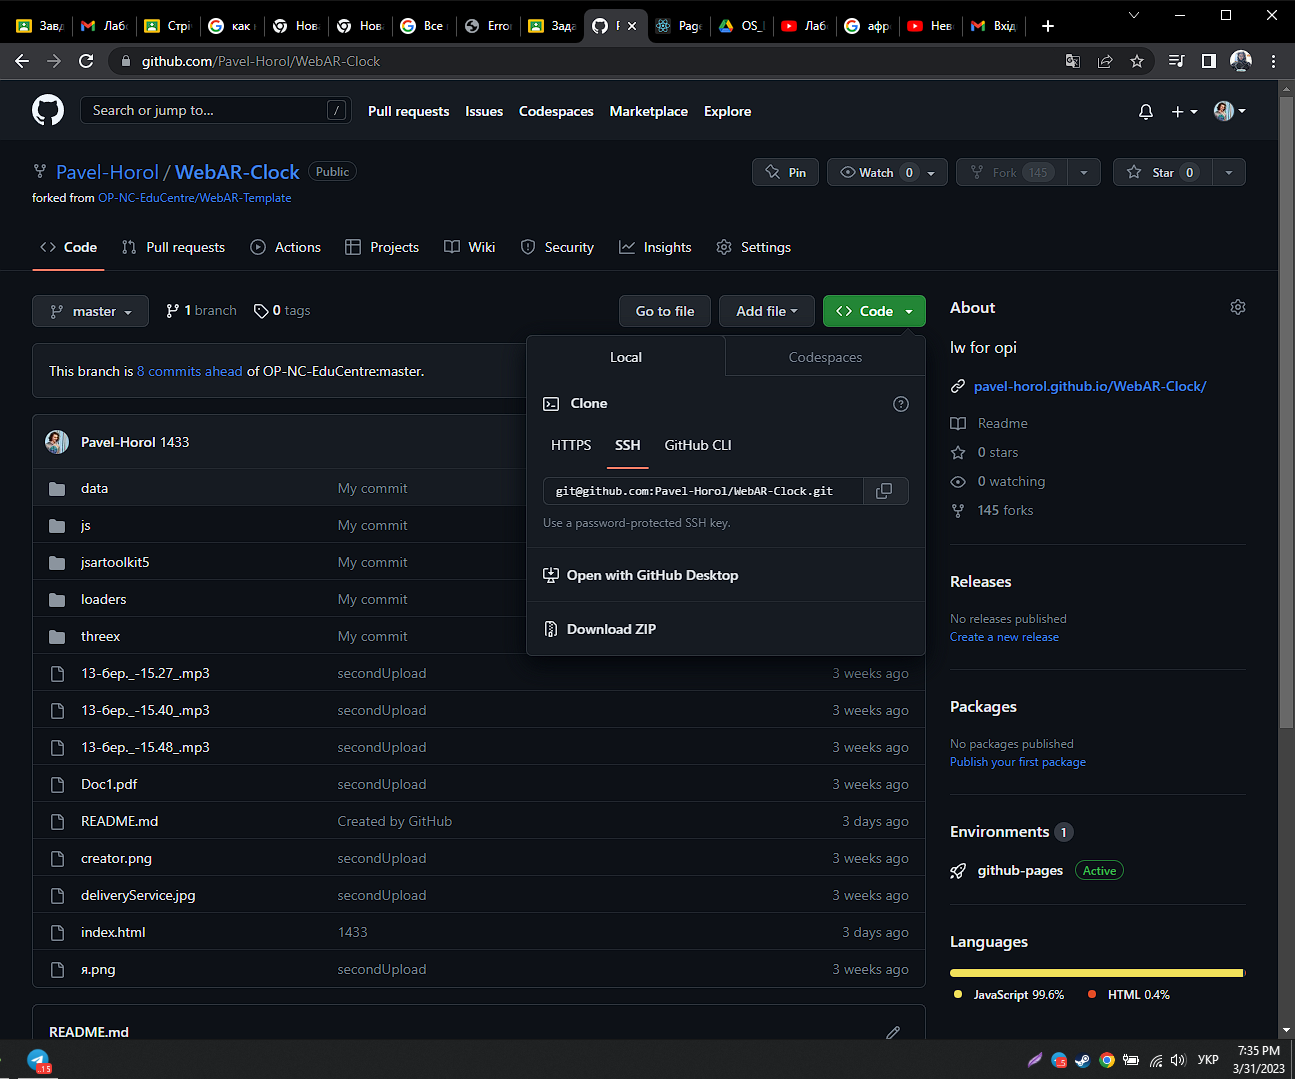 Завд
Лаб
Стрі
как
Нова
Нова
Все
Error
Зада
Page
OS_L
Лабо
афр
Нев
Вхід
github.com/Pavel-Horol/WebAR-Clock
Search or jump to...
/
Pull requests
Issues
Codespaces
Marketplace
Explore
Pavel-Horol / WebAR-Clock
Public
forked from OP-NC-EduCentre/WebAR-Template
Pin
Watch 0
Fork 145
Star 0
Code
Pull requests
Actions
Projects
Wiki
Security
Insights
Settings
master
1 branch
0 tags
Go to file
Add file
Code
This branch is 8 commits ahead of OP-NC-EduCentre:master.
Local
Codespaces
Clone
HTTPS
SSH
GitHub CLI
git@github.com:Pavel-Horol/WebAR-Clock.git
Use a password-protected SSH key.
Open with GitHub Desktop
Download ZIP
Pavel-Horol 1433
data My commit
js My commit
jsartoolkit5 My commit
loaders My commit
threex My commit
13-бер._-15.27_.mp3 secondUpload 3 weeks ago
13-бер._-15.40_.mp3 secondUpload 3 weeks ago
13-бер._-15.48_.mp3 secondUpload 3 weeks ago
Doc1.pdf secondUpload 3 weeks ago
README.md Created by GitHub 3 days ago
creator.png secondUpload 3 weeks ago
deliveryService.jpg secondUpload 3 weeks ago
index.html 1433 3 days ago
я.png secondUpload 3 weeks ago
README.md
About
lw for opi
pavel-horol.github.io/WebAR-Clock/
Readme
0 stars
0 watching
145 forks
Releases
No releases published
Create a new release
Packages
No packages published
Publish your first package
Environments 1
github-pages Active
Languages
JavaScript 99.6%
HTML 0.4%
УКР
7:35 PM
3/31/2023